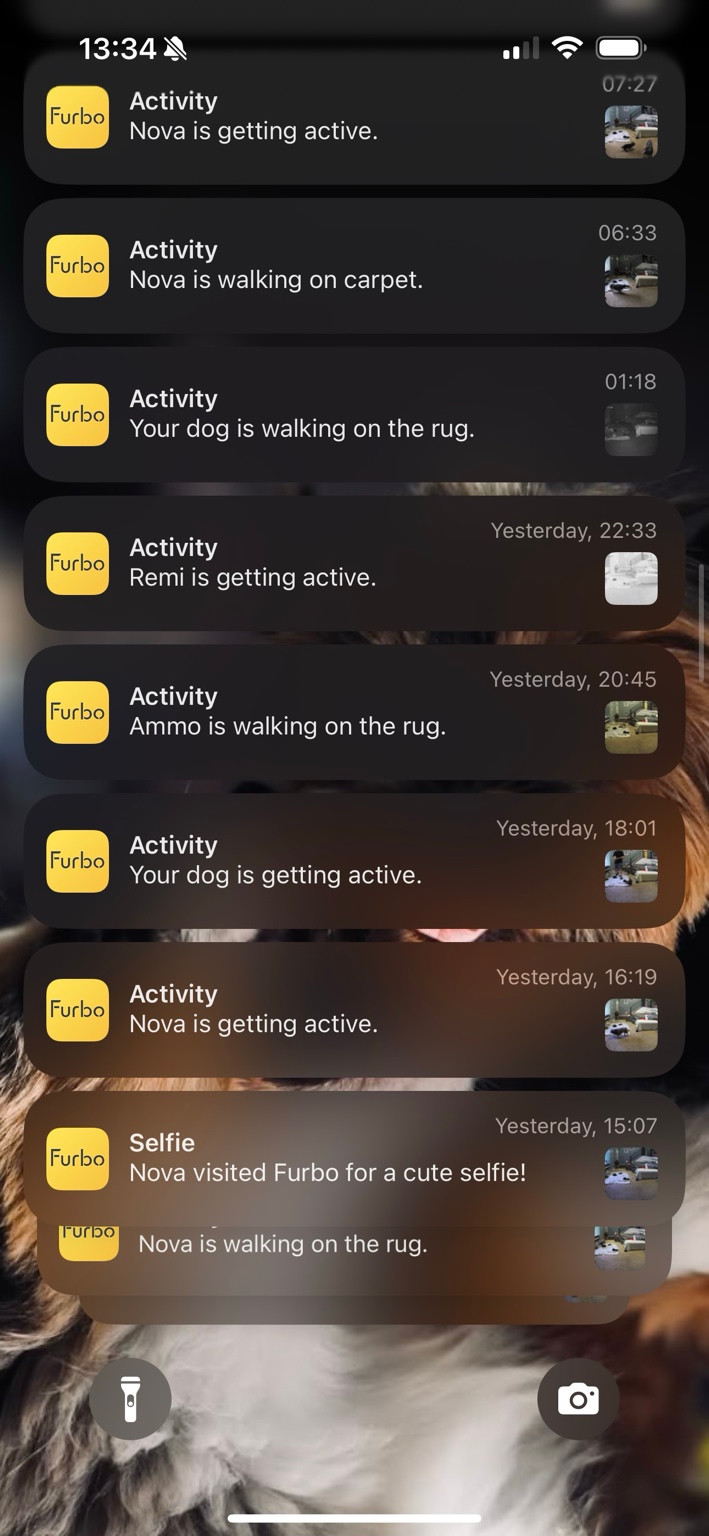 13:34
07:27
Furbo
Activity
Nova is getting active.
06:33
Furbo
Activity
Nova is walking on carpet.
01:18
Furbo
Activity
Your dog is walking on the rug.
Yesterday, 22:33
Furbo
Activity
Remi is getting active.
Yesterday, 20:45
Furbo
Activity
Ammo is walking on the rug.
Yesterday, 18:01
Furbo
Activity
Your dog is getting active.
Yesterday, 16:19
Furbo
Activity
Nova is getting active.
Yesterday, 15:07
Furbo
Selfie
Nova visited Furbo for a cute selfie!
Furbo
Nova is walking on the rug.